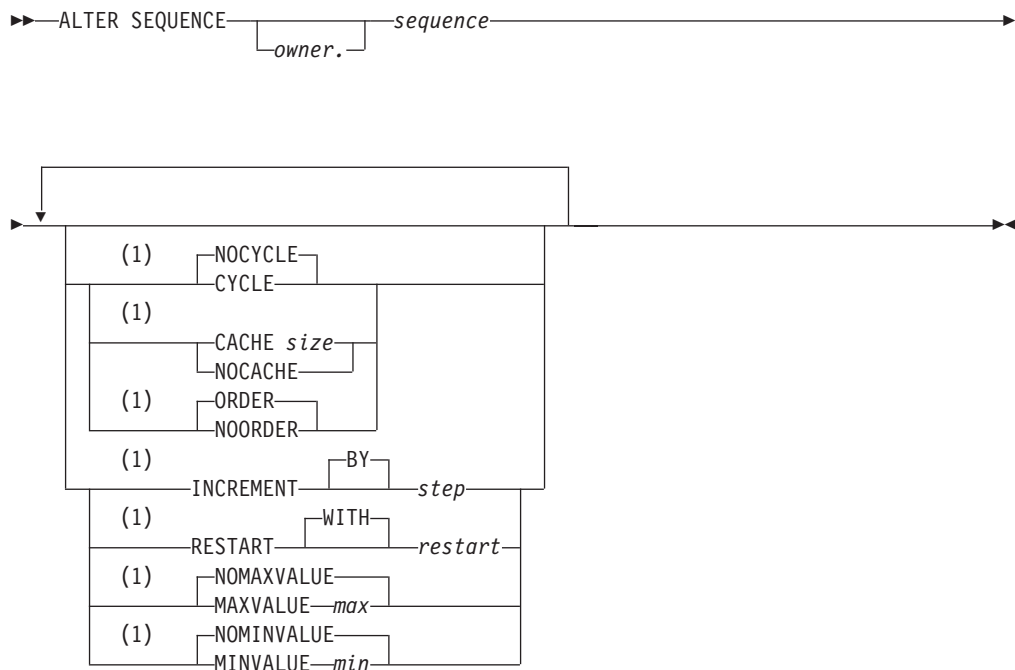 ALTER SEQUENCE sequence
owner.
(1) NOCYCLE
CYCLE
(1)
CACHE size
NOCACHE
(1) ORDER
NOORDER
(1) BY
INCREMENT step
(1) WITH
RESTART restart
(1) NOMAXVALUE
MAXVALUE max
(1) NOMINVALUE
MINVALUE min